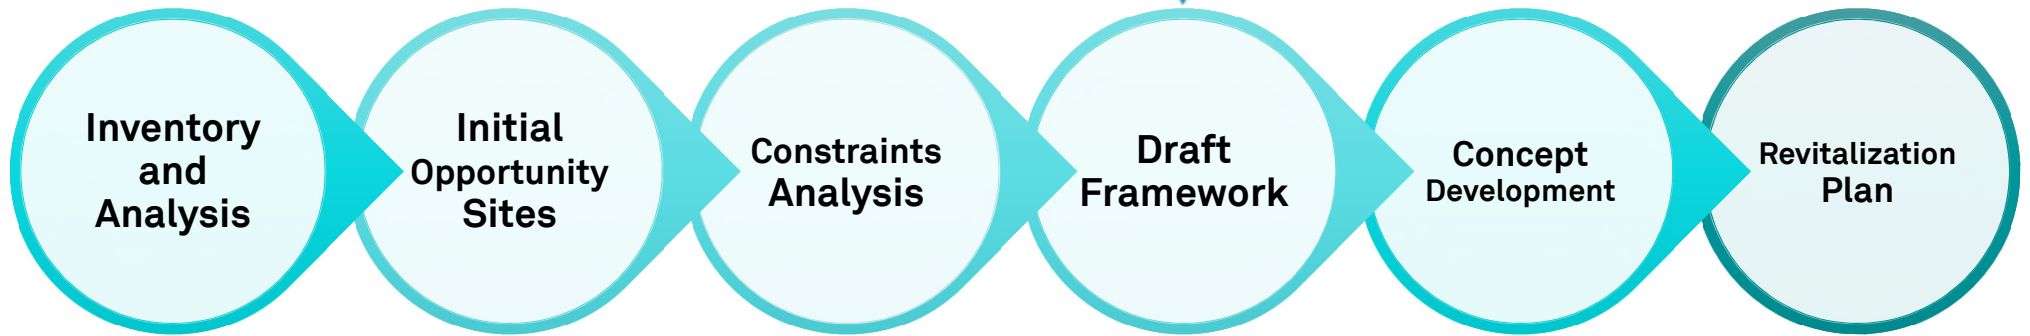 Inventory
and
Analysis
Initial
Opportunity
Sites
Constraints
Analysis
Draft
Framework
Concept
Development
Revitalization
Plan